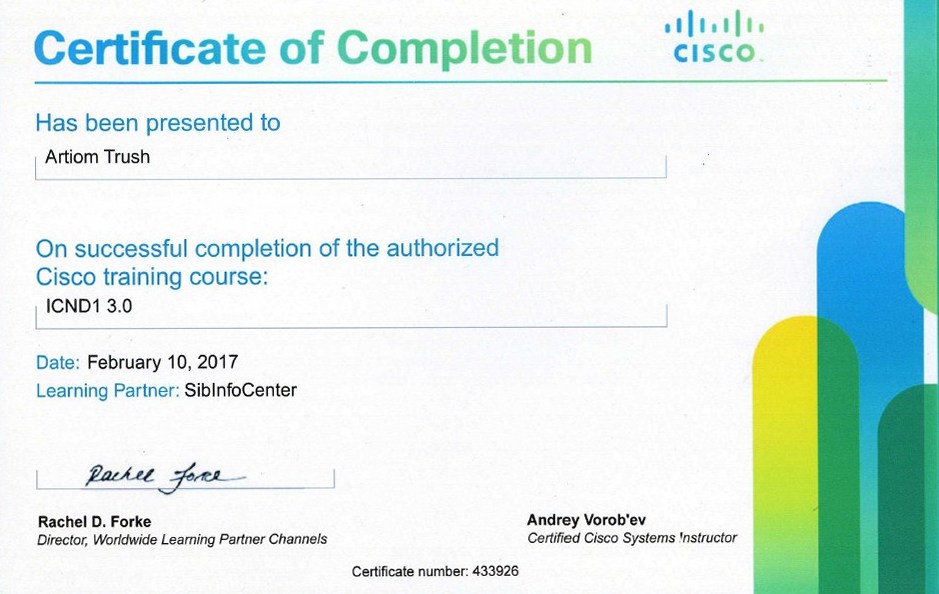 Certificate of Completion
CISCO
Has been presented to
Artiom Trush
On successful completion of the authorized
Cisco training course:
ICND1 3.0
Date: February 10, 2017
Learning Partner: SibInfoCenter
Rachel Forke
Rachel D. Forke
Director, Worldwide Learning Partner Channels
Andrey Vorob'ev
Certified Cisco Systems Instructor
Certificate number: 433926